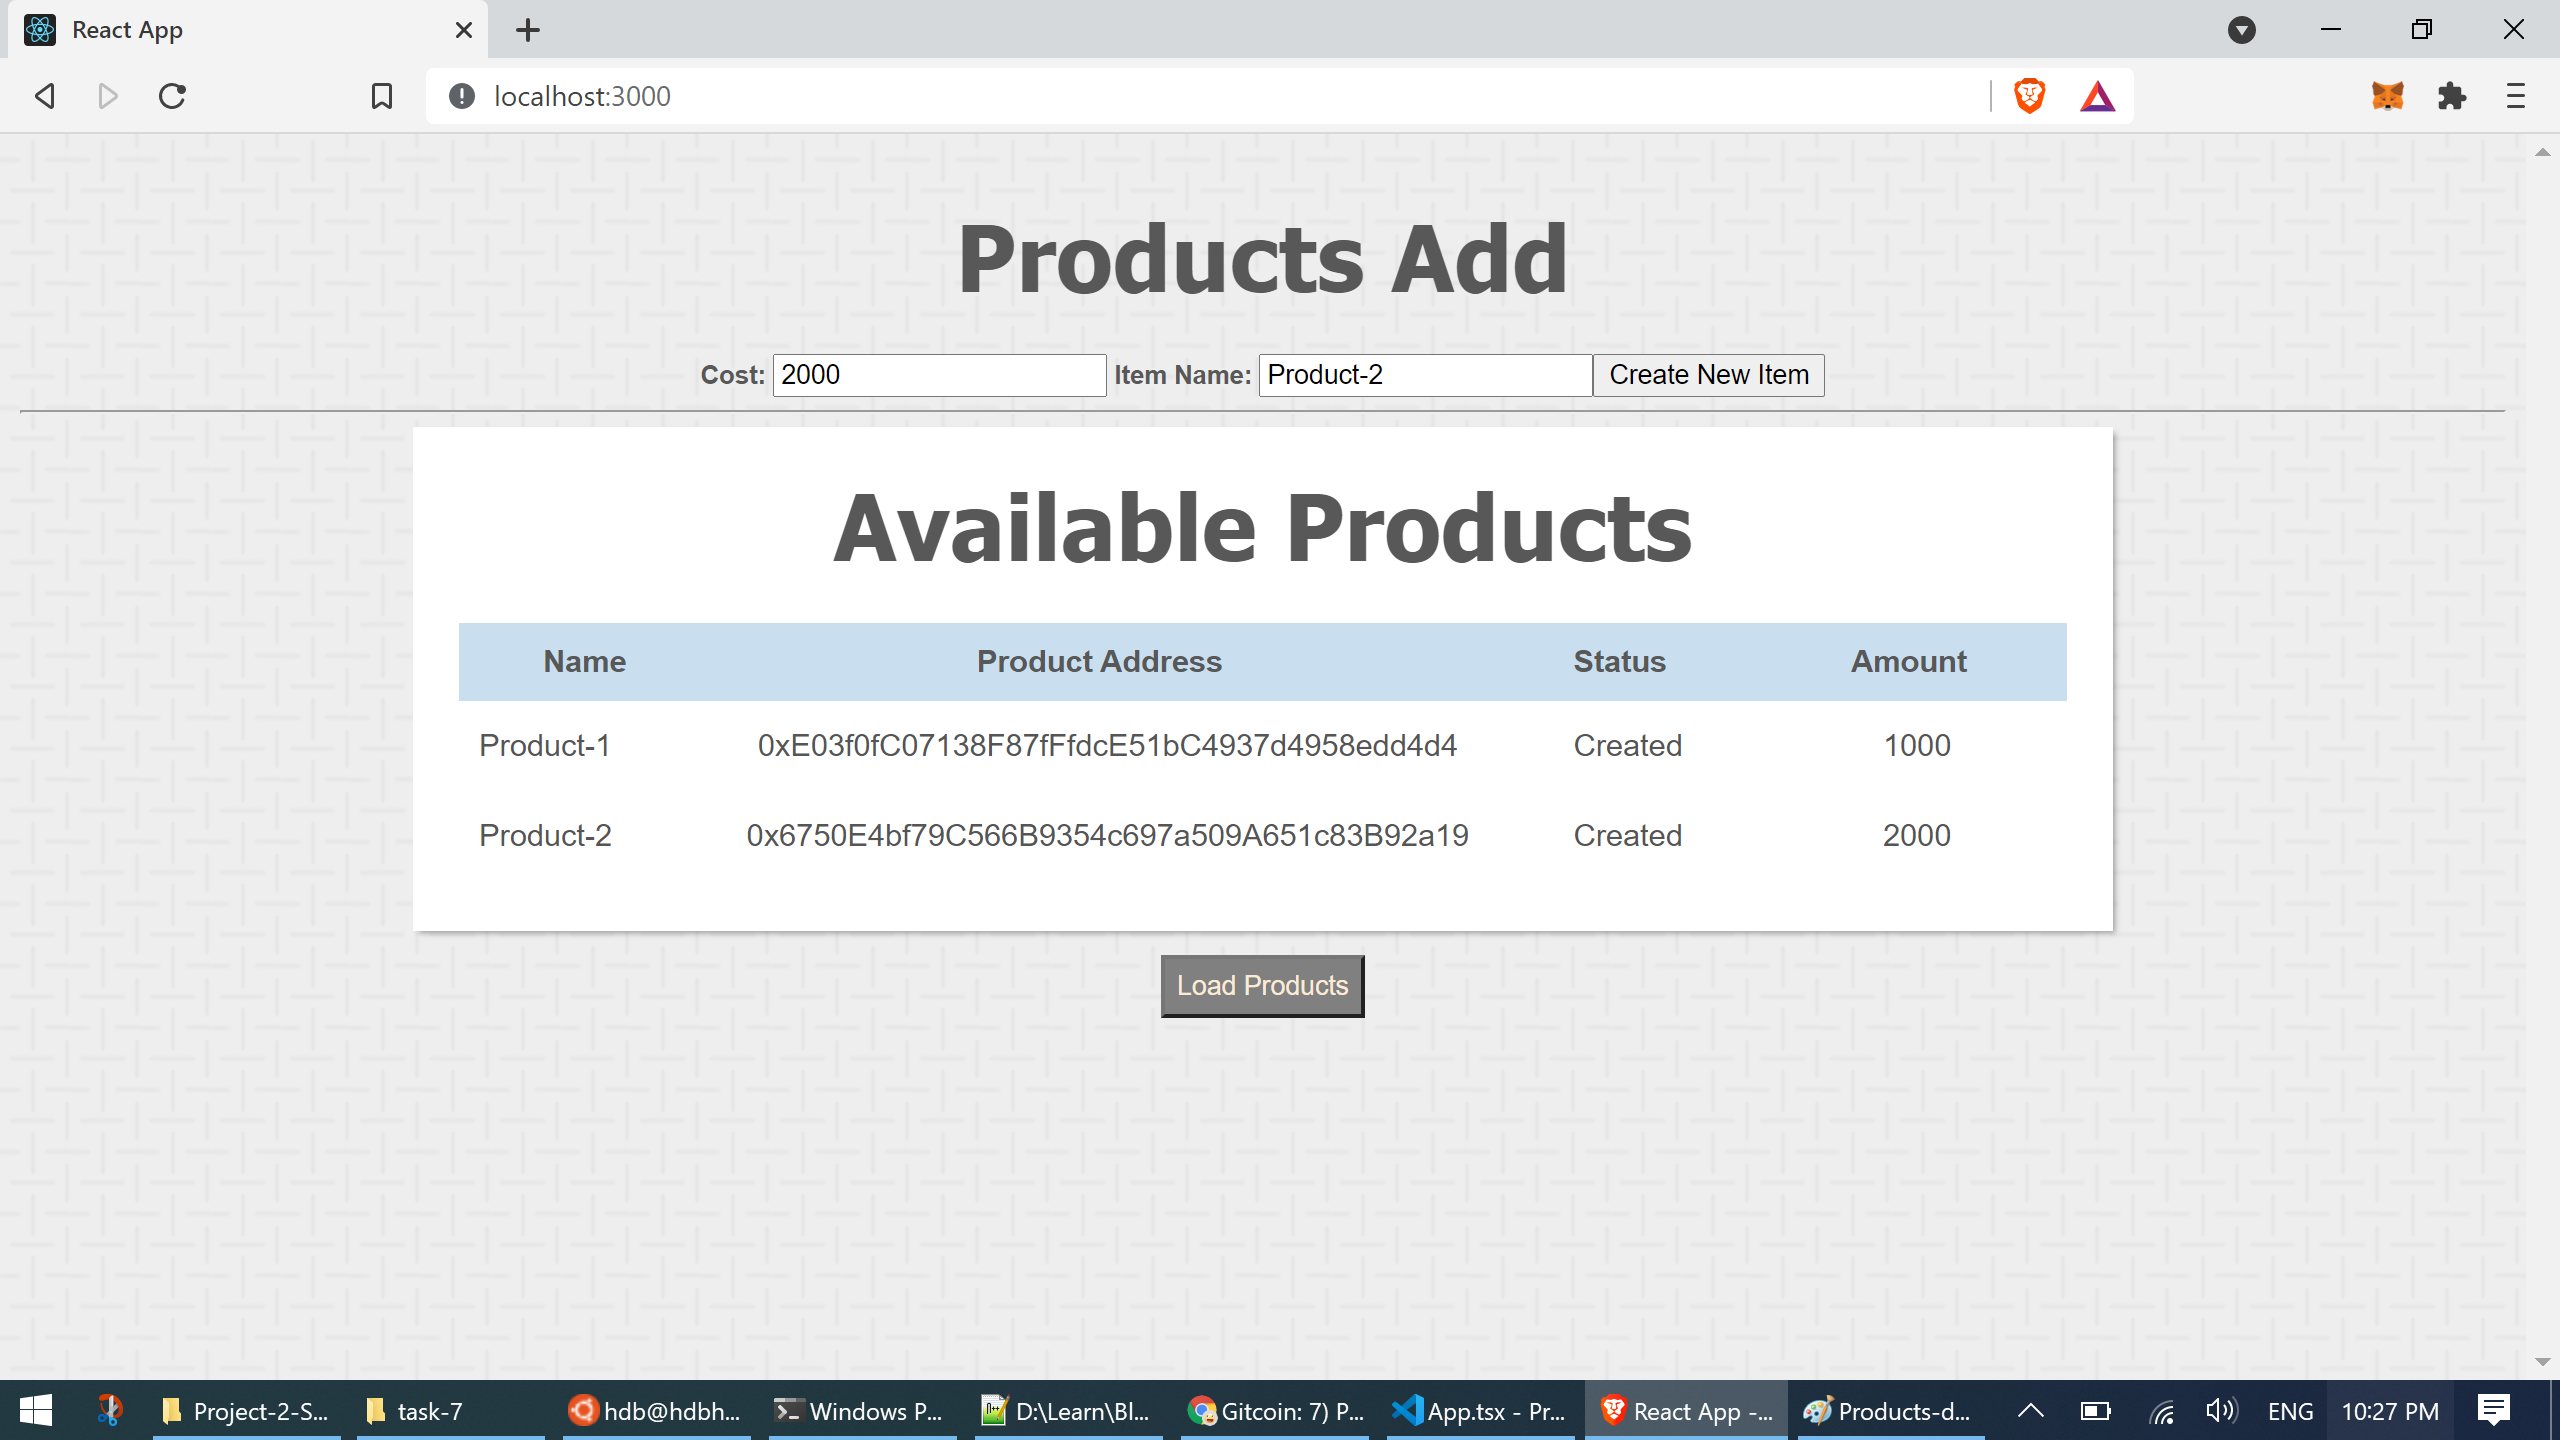 React App
localhost:3000
Products Add
Cost: 2000 Item Name: Product-2 Create New Item
Available Products
Name Product Address Status Amount
Product-1 0xE03f0fC07138F87fFfdcE51bC4937d4958edd4d4 Created 1000
Product-2 0x6750E4bf79C566B9354c697a509A651c83B92a19 Created 2000
Load Products
Project-2-S... task-7 hdb@hdbh... Windows P... D:\Learn\Bl... Gitcoin: 7) P... App.tsx - Pr... React App -... Products-d... ENG 10:27 PM